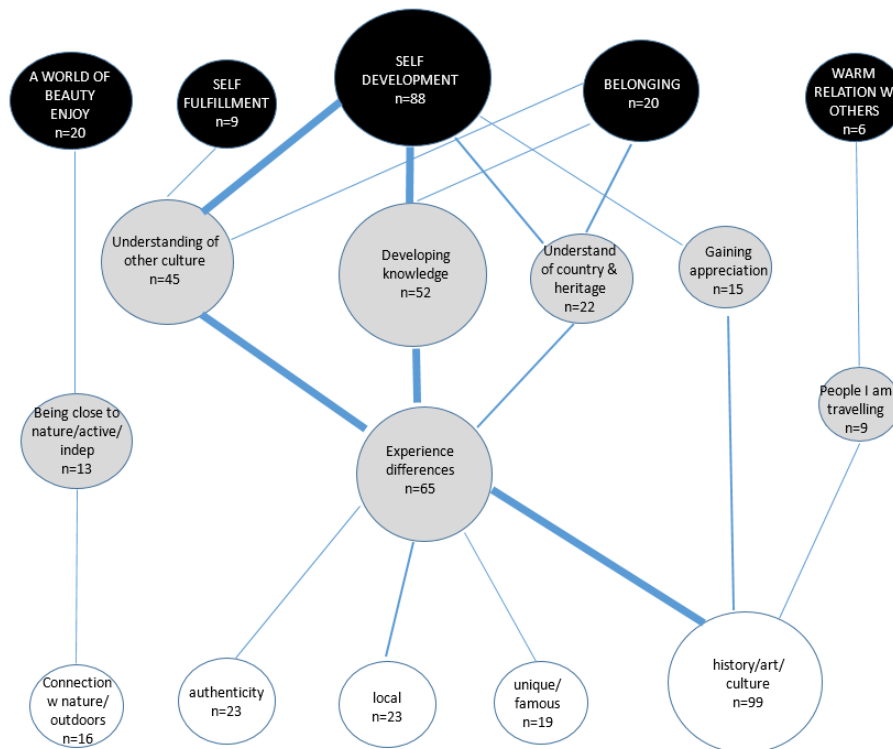 A WORLD OF
BEAUTY
ENJOY
n=20
SELF
FULFILLMENT
n=9
SELF
DEVELOPMENT
n=88
BELONGING
n=20
WARM
RELATION W
OTHERS
n=6
Understanding of
other culture
n=45
Developing
knowledge
n=52
Understand
of country &
heritage
n=22
Gaining
appreciation
n=15
Being close to
nature/active/
indep
n=13
Experience
differences
n=65
People I am
travelling
n=9
Connection
w nature/
outdoors
n=16
authenticity
n=23
local
n=23
unique/
famous
n=19
history/art/
culture
n=99